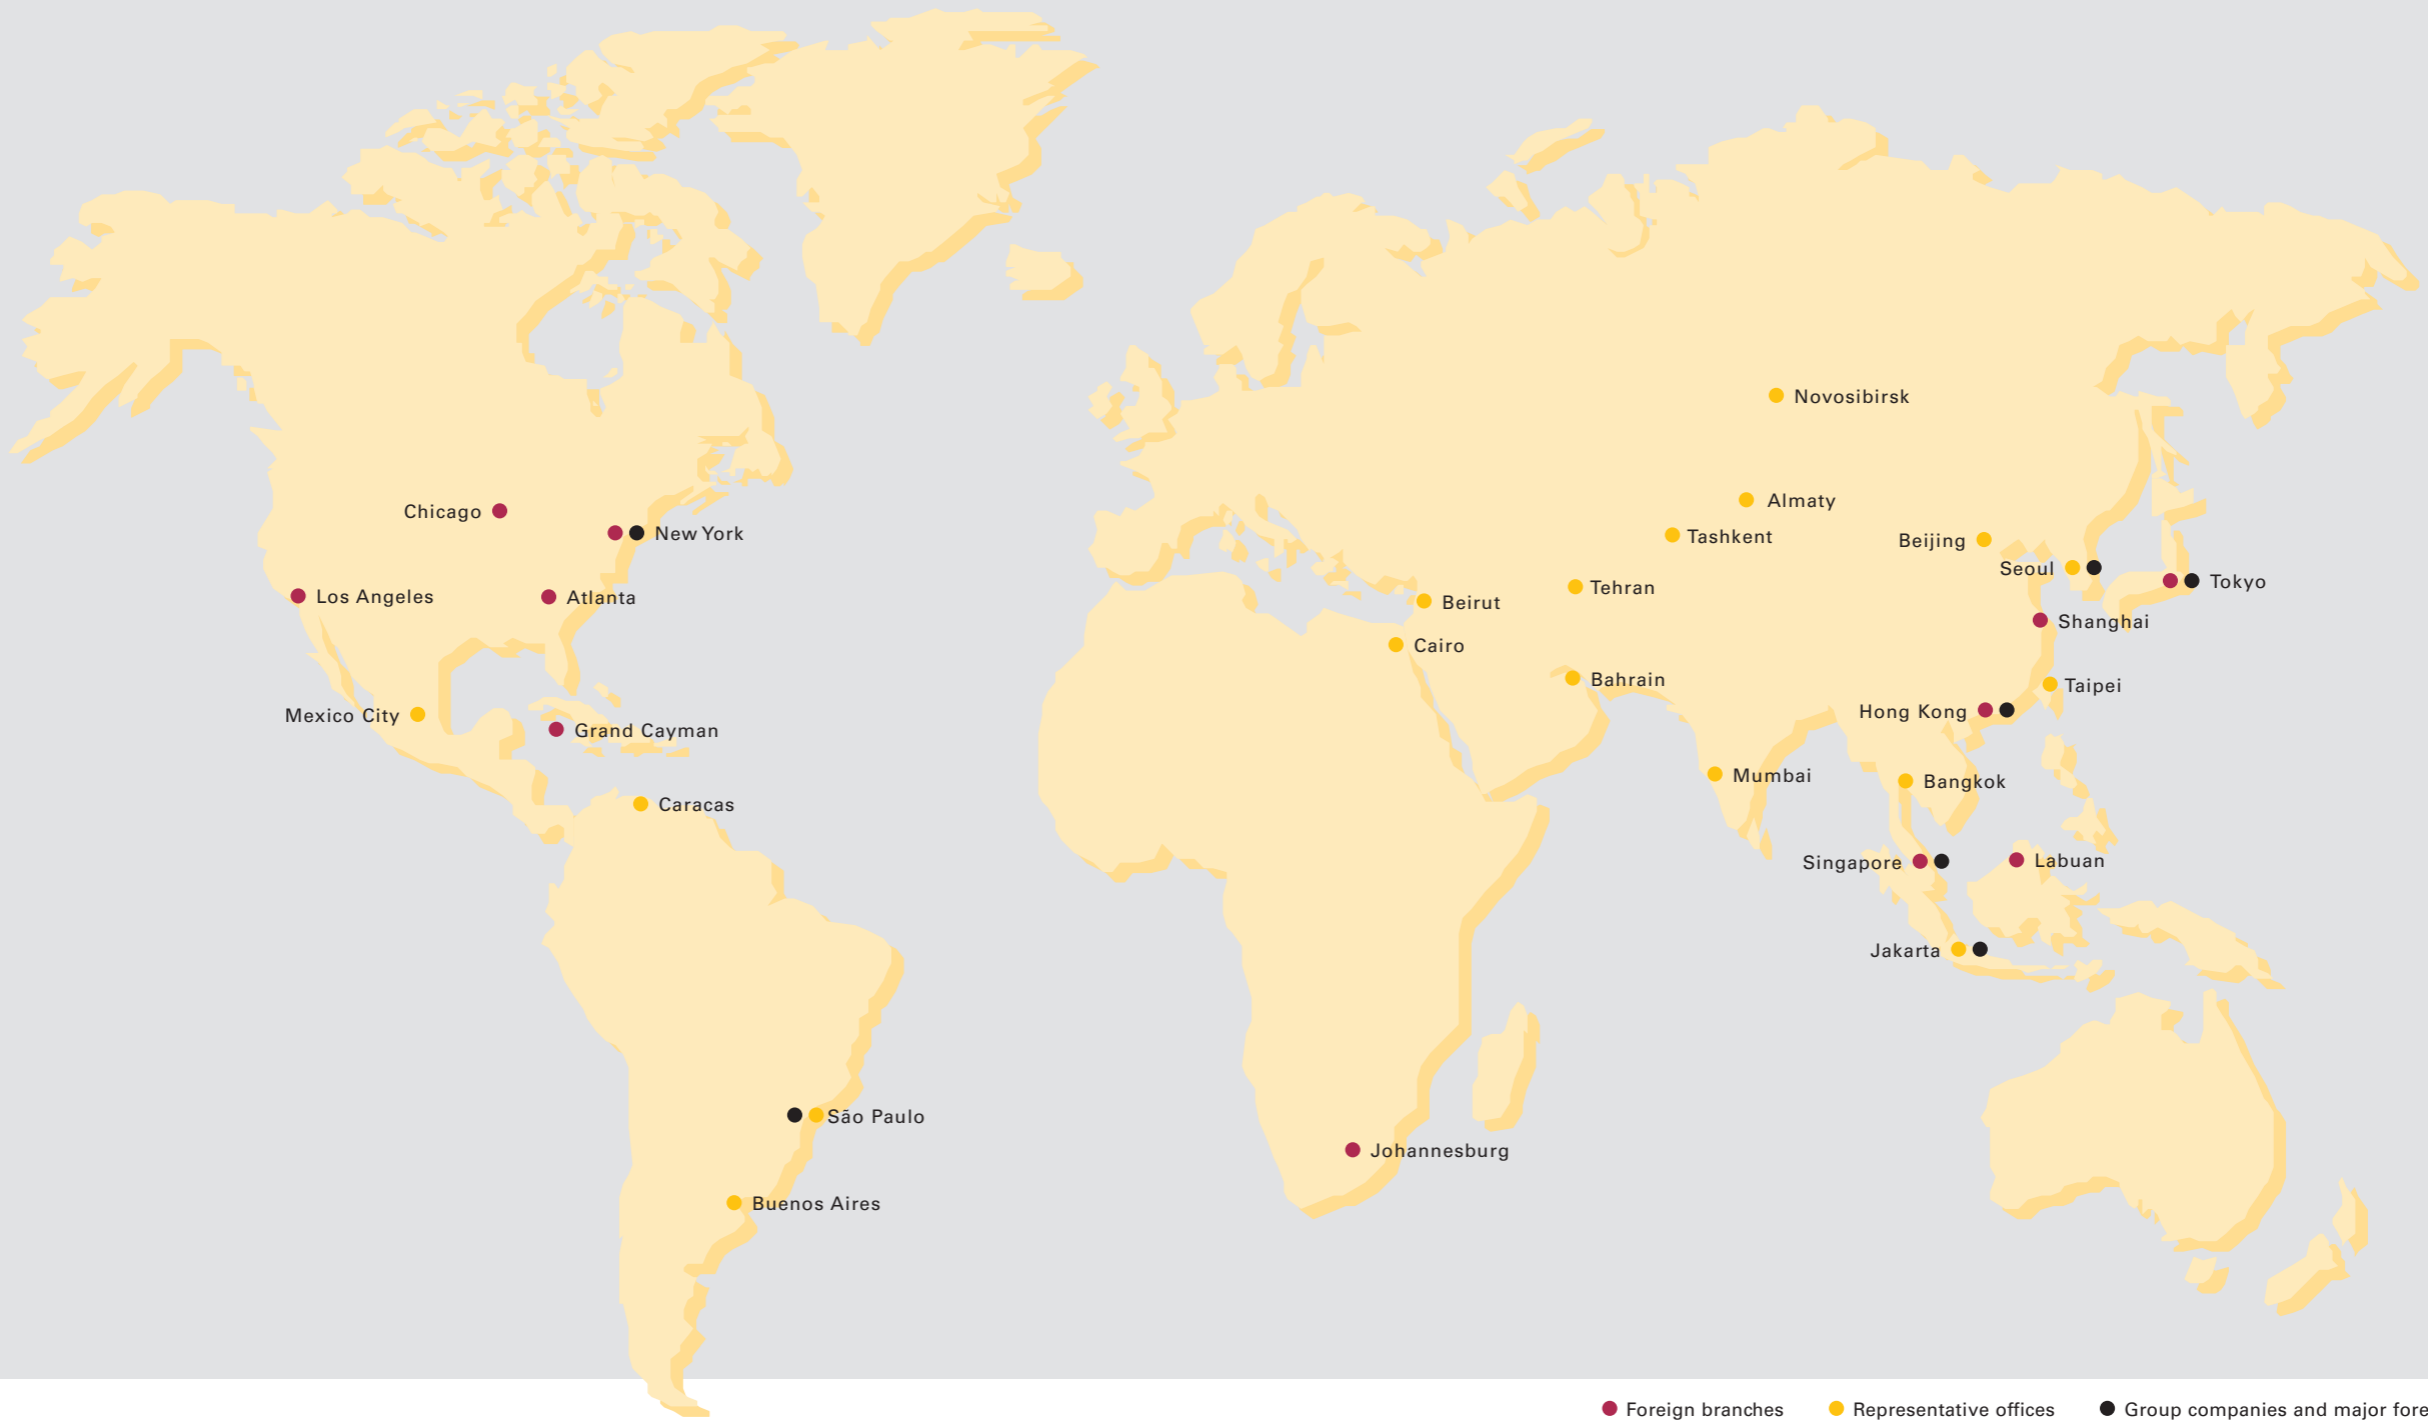 Novosibirsk
Almaty
Chicago
New York
Tashkent
Beijing
Seoul
Tokyo
Tehran
Los Angeles
Atlanta
Beirut
Shanghai
Cairo
Bahrain
Taipei
Mexico City
Hong Kong
Grand Cayman
Mumbai
Bangkok
Caracas
Singapore
Labuan
Jakarta
São Paulo
Johannesburg
Buenos Aires
Foreign branches
Representative offices
Group companies and major fore